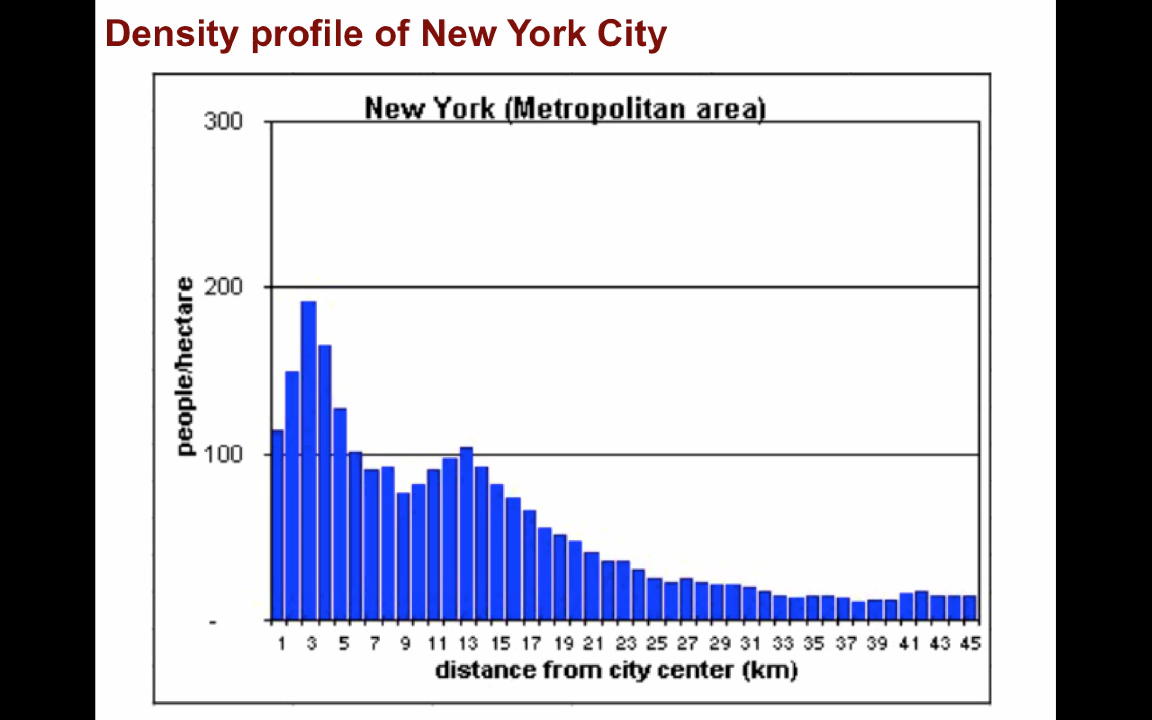 Density profile of New York City
New York (Metropolitan area)
300
200
100
-
people/hectare
1 3 5 7 9 11 13 15 17 19 21 23 25 27 29 31 33 35 37 39 41 43 45
distance from city center (km)